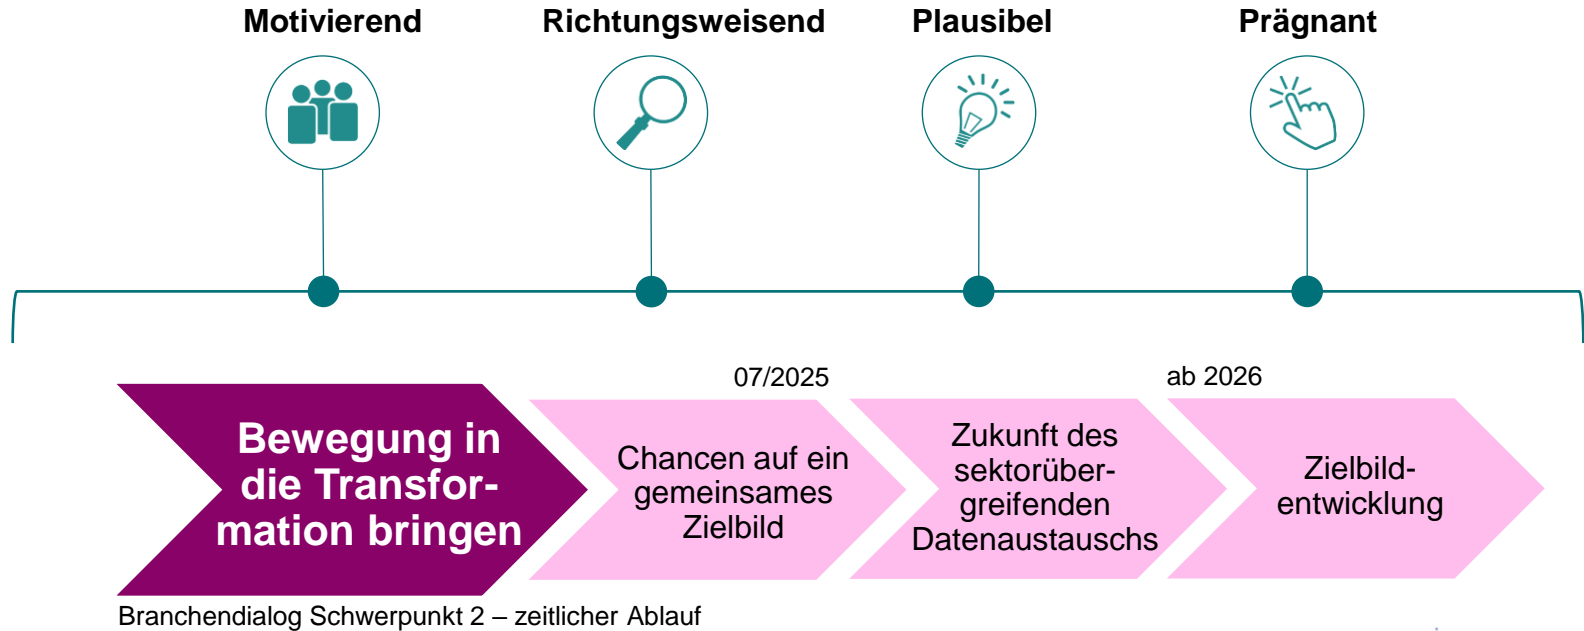 Motivierend
Richtungsweisend
Plausibel
Prägnant
07/2025
ab 2026
Bewegung in
die Transfor-
mation bringen
Chancen auf ein
gemeinsames
Zielbild
Zukunft des
sektorüber-
greifenden
Datenaustauschs
Zielbild-
entwicklung
Branchendialog Schwerpunkt 2 – zeitlicher Ablauf